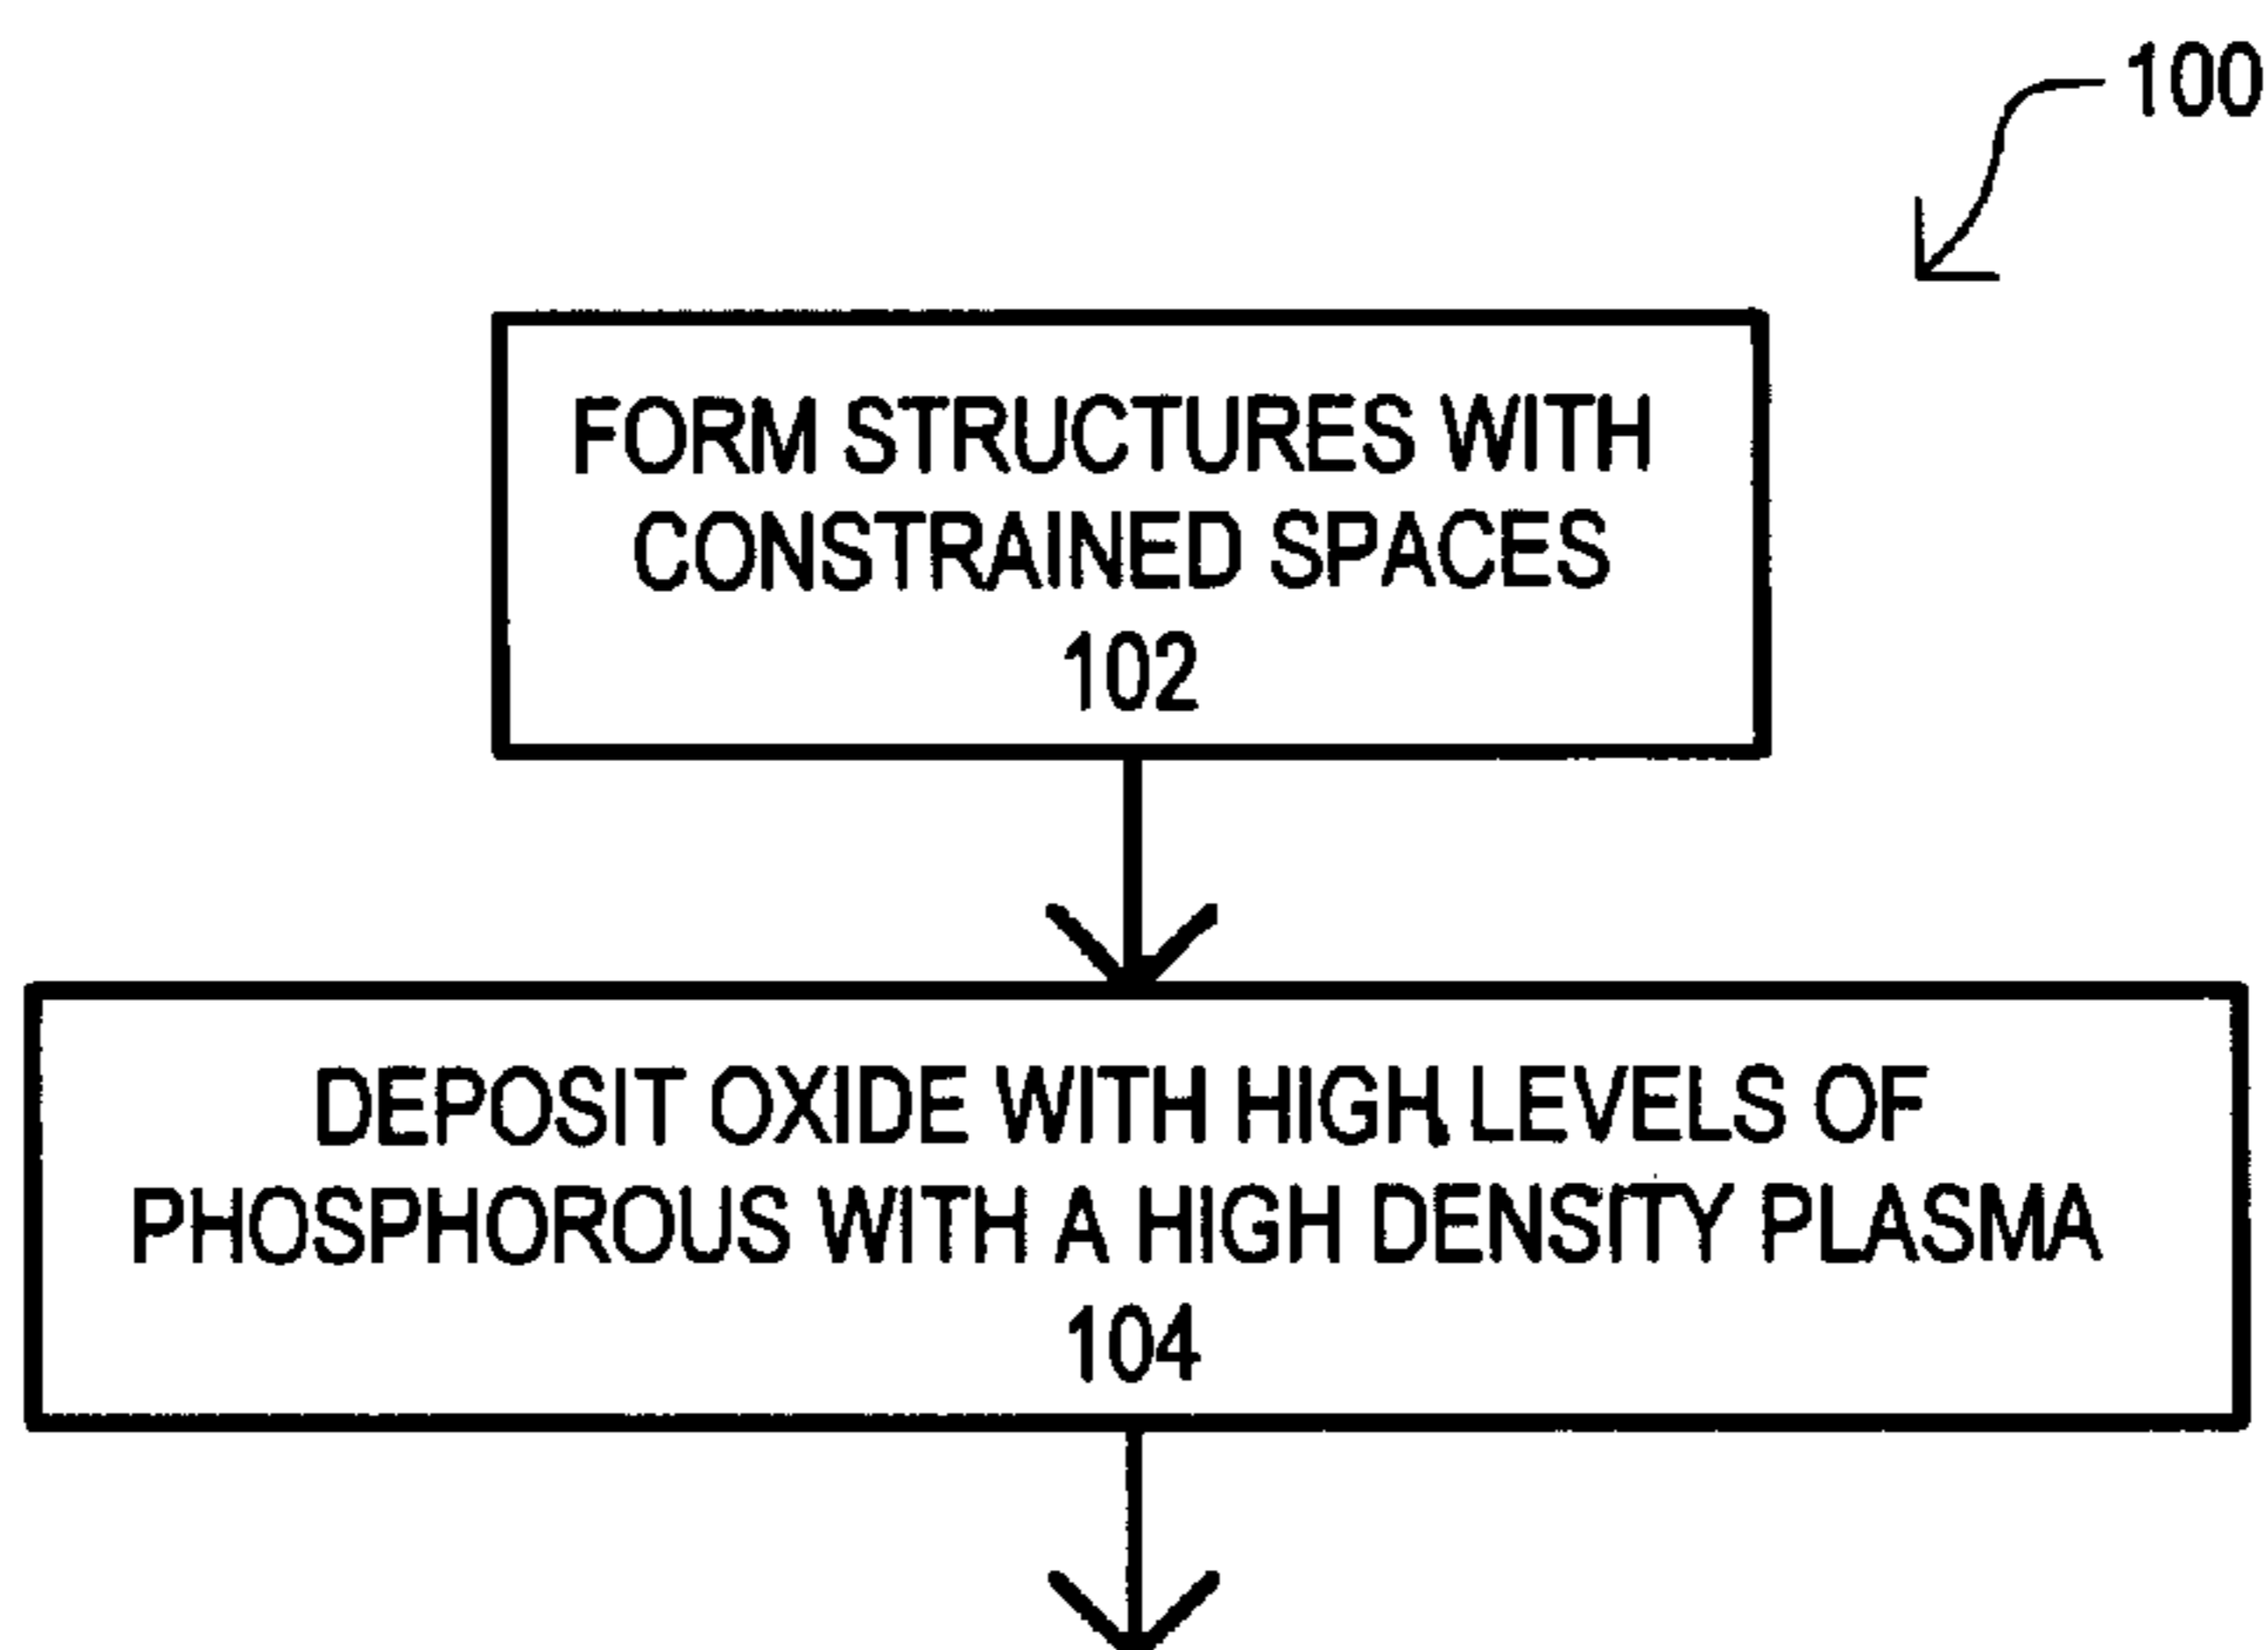 100
FORM STRUCTURES WITH
CONSTRAINED SPACES
102
DEPOSIT OXIDE WITH HIGH LEVELS OF
PHOSPHOROUS WITH A HIGH DENSITY PLASMA
104